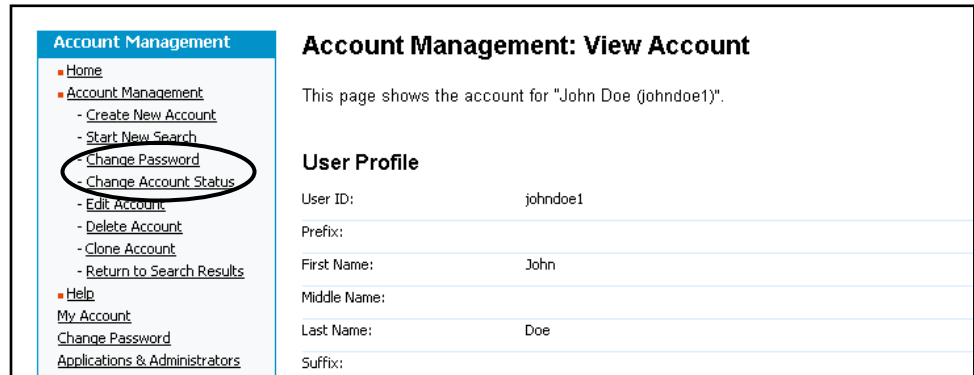 Account Management
Home
Account Management
- Create New Account
- Start New Search
- Change Password
- Change Account Status
- Edit Account
- Delete Account
- Clone Account
- Return to Search Results
Help
My Account
Change Password
Applications & Administrators
Account Management: View Account
This page shows the account for "John Doe (johndoe1)".
User Profile
User ID: johndoe1
Prefix:
First Name: John
Middle Name:
Last Name: Doe
Suffix: